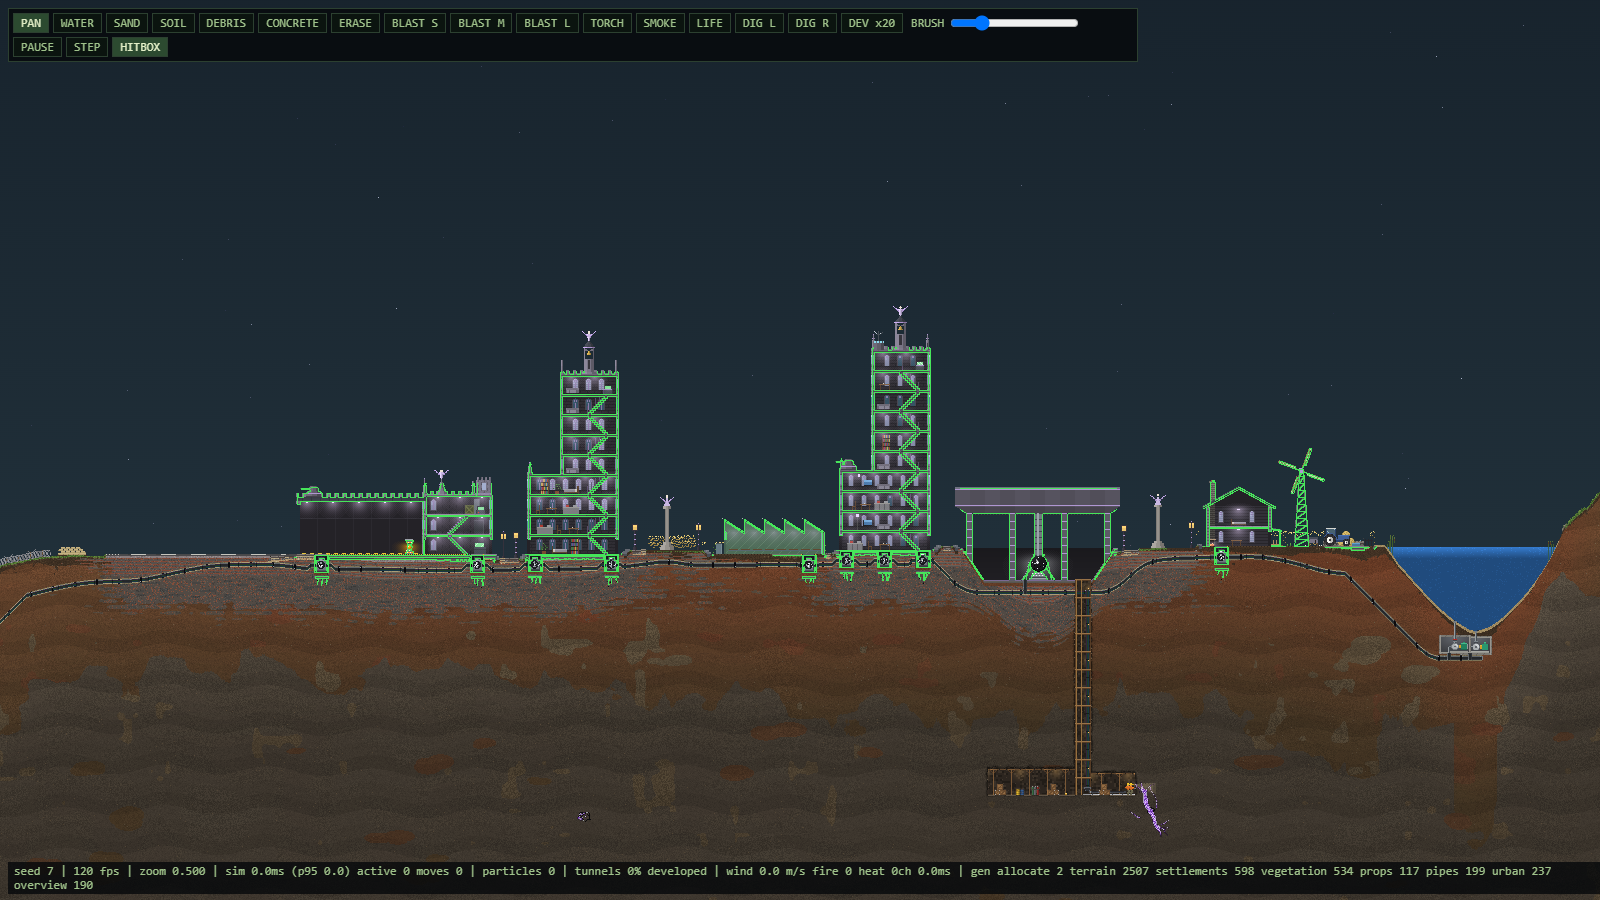 PAN WATER SAND SOIL DEBRIS CONCRETE ERASE BLAST S BLAST M BLAST L TORCH SMOKE LIFE DIG L DIG R DEV x20 BRUSH
PAUSE STEP HITBOX
seed 7 | 120 fps | zoom 0.500 | sim 0.0ms (p95 0.0) active 0 moves 0 | particles 0 | tunnels 0% developed | wind 0.0 m/s fire 0 heat 0ch 0.0ms | gen allocate 2 terrain 2507 settlements 598 vegetation 534 props 117 pipes 199 urban 237
overview 190